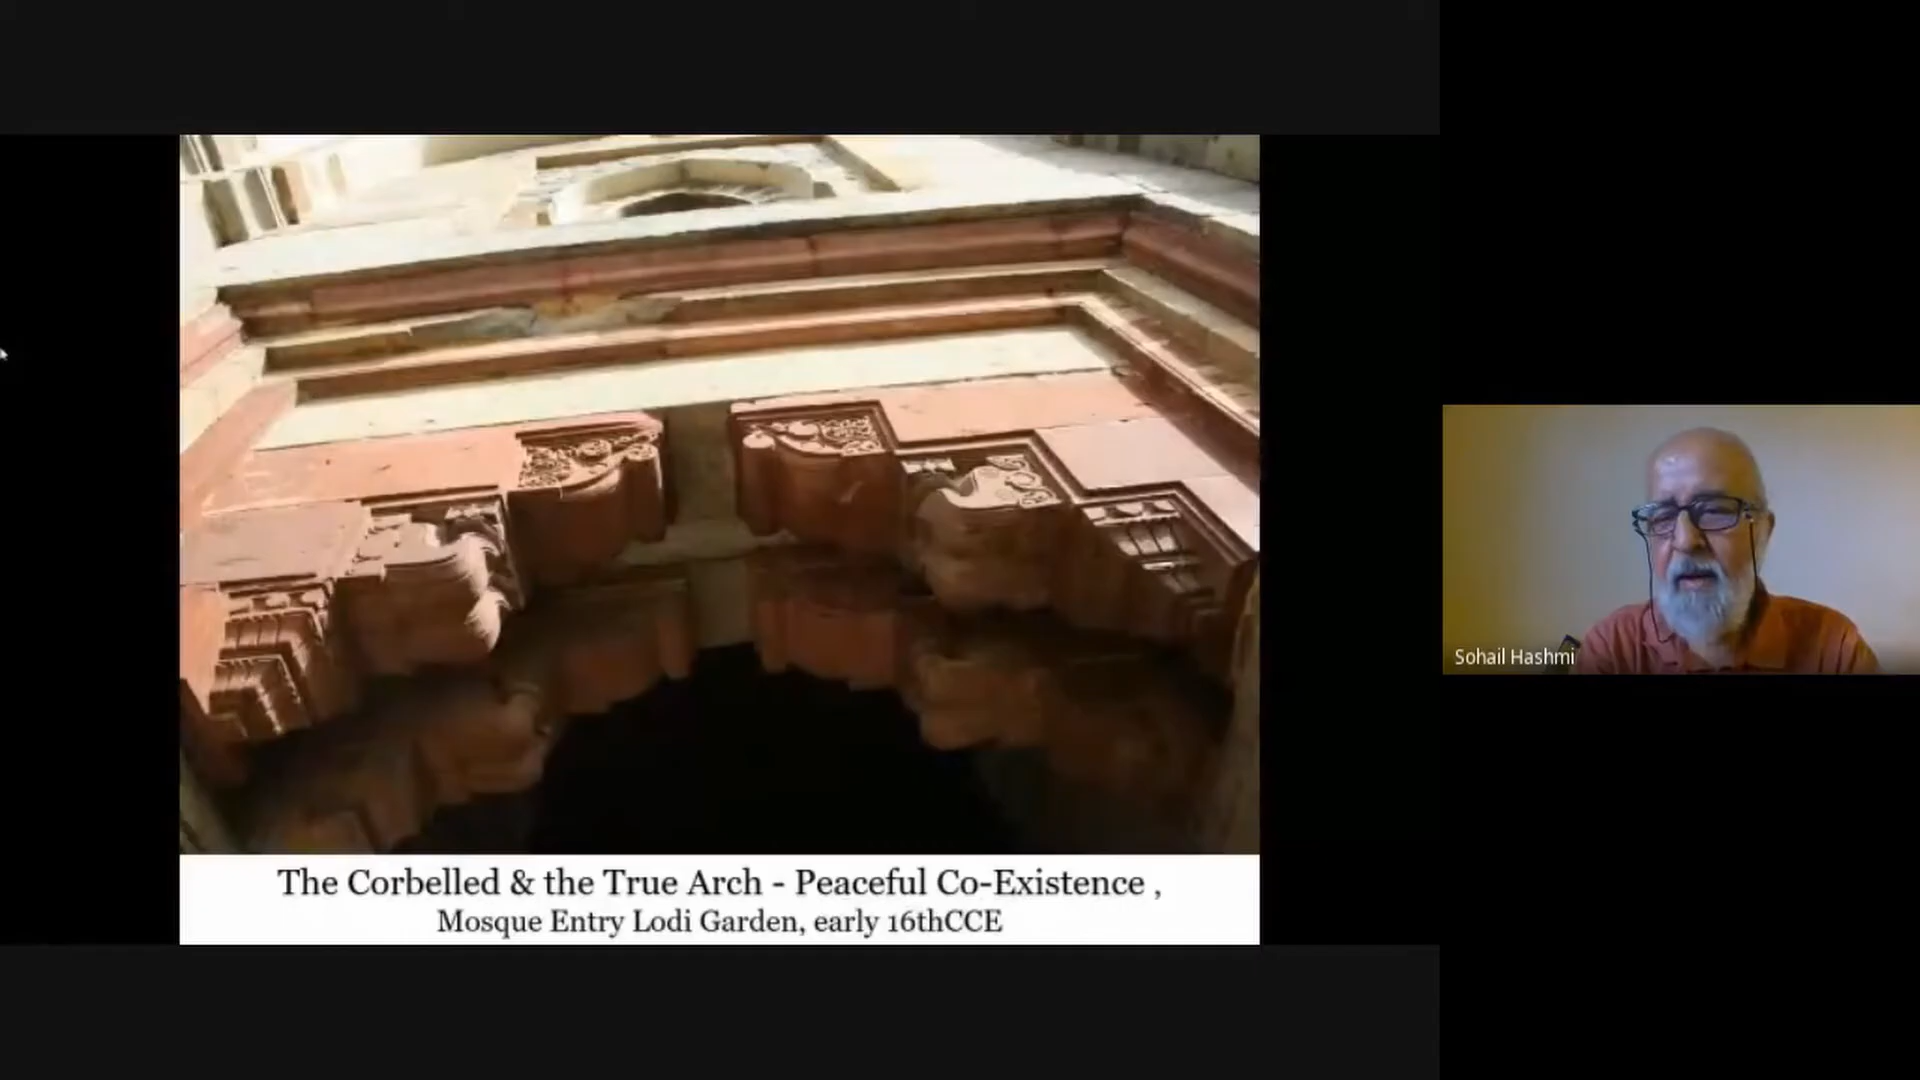 The Corbelled & the True Arch - Peaceful Co-Existence ,
Mosque Entry Lodi Garden, early 16thCCE
Sohail Hashmi